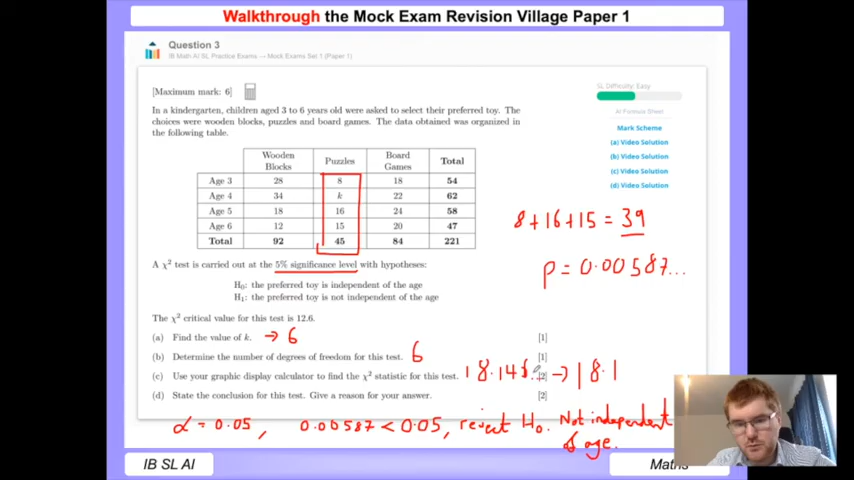 Walkthrough the Mock Exam Revision Village Paper 1
Question 3
IB Math AI SL Practice Exams → Mock Exams Set 1 (Paper 1)
[Maximum mark: 6]
SL Difficulty: Easy
In a kindergarten, children aged 3 to 6 years old were asked to select their preferred toy. The
choices were wooden blocks, puzzles and board games. The data obtained was organized in
the following table.
AI Formula Sheet
Mark Scheme
(a) Video Solution
(b) Video Solution
(c) Video Solution
(d) Video Solution
Wooden Blocks Puzzles Board Games Total
Age 3 28 8 18 54
Age 4 34 k 22 62
Age 5 18 16 24 58
Age 6 12 15 20 47
Total 92 45 84 221
8+16+15 = 39
p = 0.00587...
A χ² test is carried out at the 5% significance level with hypotheses:
H₀: the preferred toy is independent of the age
H₁: the preferred toy is not independent of the age
The χ² critical value for this test is 12.6.
(a) Find the value of k. → 6 [1]
(b) Determine the number of degrees of freedom for this test. 6 [1]
(c) Use your graphic display calculator to find the χ² statistic for this test. [2] → 18.1
(d) State the conclusion for this test. Give a reason for your answer. [2]
α = 0.05, 0.00587 < 0.05, reject H₀. Not independent
of age.
IB SL AI
Maths